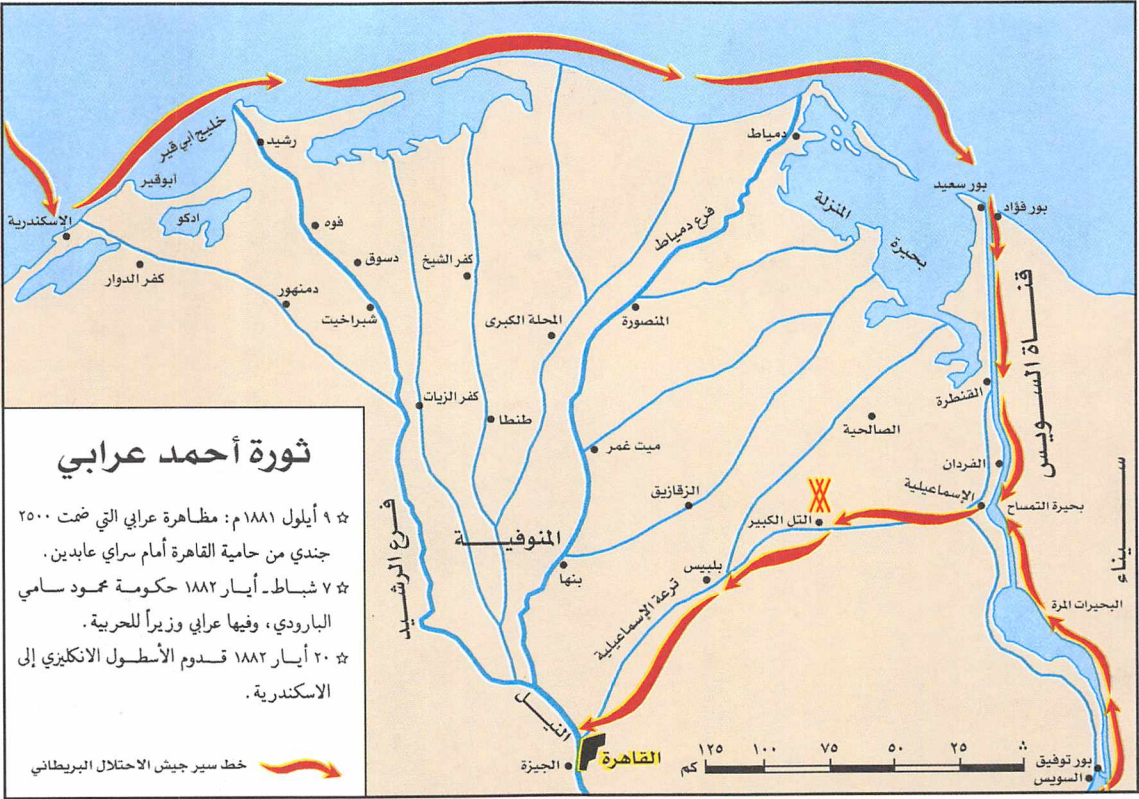 خليج أبي قير
رشيد
أبوقير
ادكو
الاسكندرية
كفر الدوار
فوه
دسوق
دمنهور
شبراخيت
كفر الشيخ
المحلة الكبرى
دمياط
فرع دمياط
المنزلة
بحيرة
المنصورة
بور سعيد
بور فؤاد
قناة السويس
القنطرة
الصالحية
الفردان
الإسماعيلية
بحيرة التمساح
سيناء
البحيرات المرة
كفر الزيات
طنطا
ميت غمر
الزقازيق
التل الكبير
المنوفية
بنها
بلبيس
ترعة الإسماعيلية
فرع الرشيد
النيل
القاهرة
الجيزة
بور توفيق
السويس
١٢٥ ١٠٠ ٧٥ ٥٠ ٢٥ ٠
كم
ثورة أحمد عرابي
☆ ٩ أيلول ١٨٨١م: مظاهرة عرابي التي ضمت ٢٥٠٠
جندي من حامية القاهرة أمام سراي عابدين.
☆ ٧ شباط ـ أيار ١٨٨٢ حكومة محمود سامي
البارودي، وفيها عرابي وزيراً للحربية.
☆ ٢٠ أيار ١٨٨٢ قدوم الأسطول الانكليزي إلى
الاسكندرية.
خط سير جيش الاحتلال البريطاني